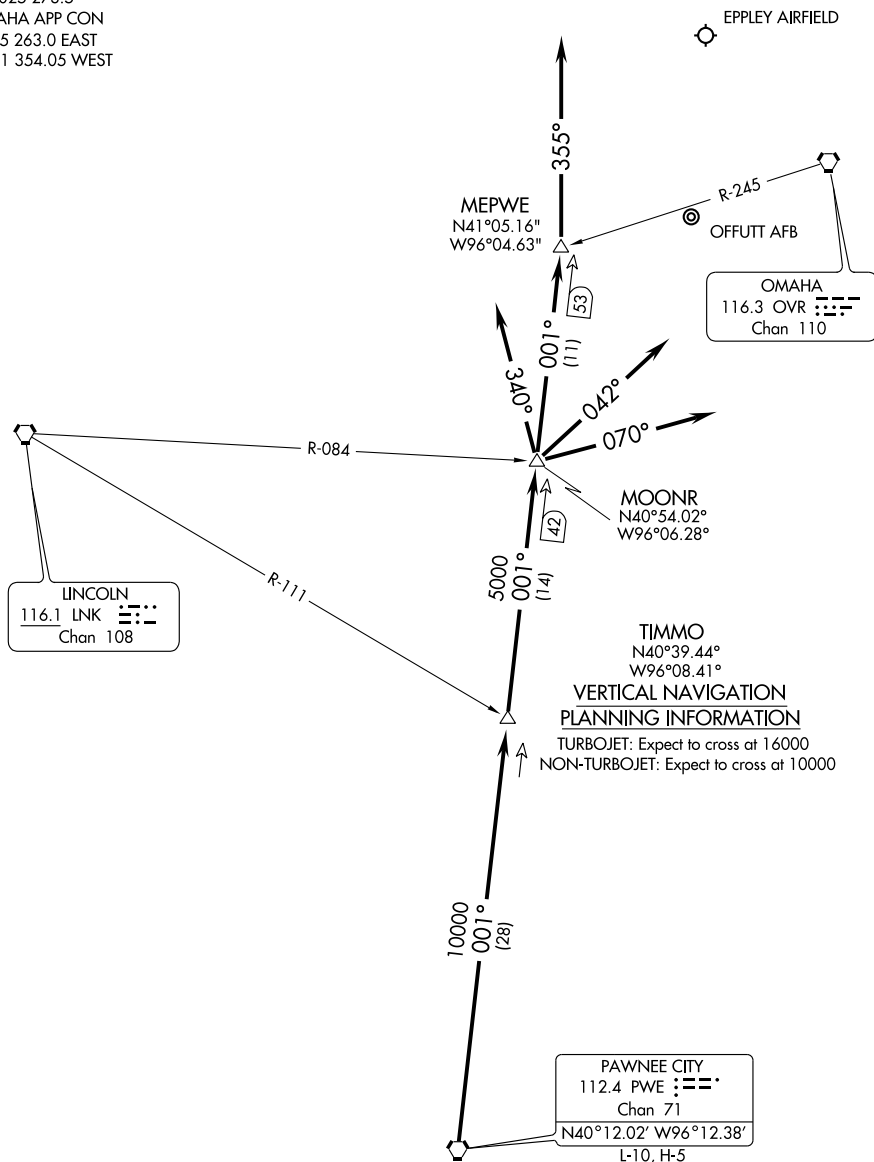 EPPLEY AIRFIELD
AHA APP CON
5 263.0 EAST
1 354.05 WEST
355°
R-245
MEPWE
N41°05.16"
W96°04.63"
OFFUTT AFB
OMAHA
116.3 OVR
Chan 110
53
001°
(11)
340°
042°
070°
R-084
MOONR
N40°54.02°
W96°06.28°
42
5000
001°
(14)
R-111
LINCOLN
116.1 LNK
Chan 108
TIMMO
N40°39.44°
W96°08.41°
VERTICAL NAVIGATION
PLANNING INFORMATION
TURBOJET: Expect to cross at 16000
NON-TURBOJET: Expect to cross at 10000
10000
001°
(28)
PAWNEE CITY
112.4 PWE
Chan 71
N40°12.02' W96°12.38'
L-10, H-5